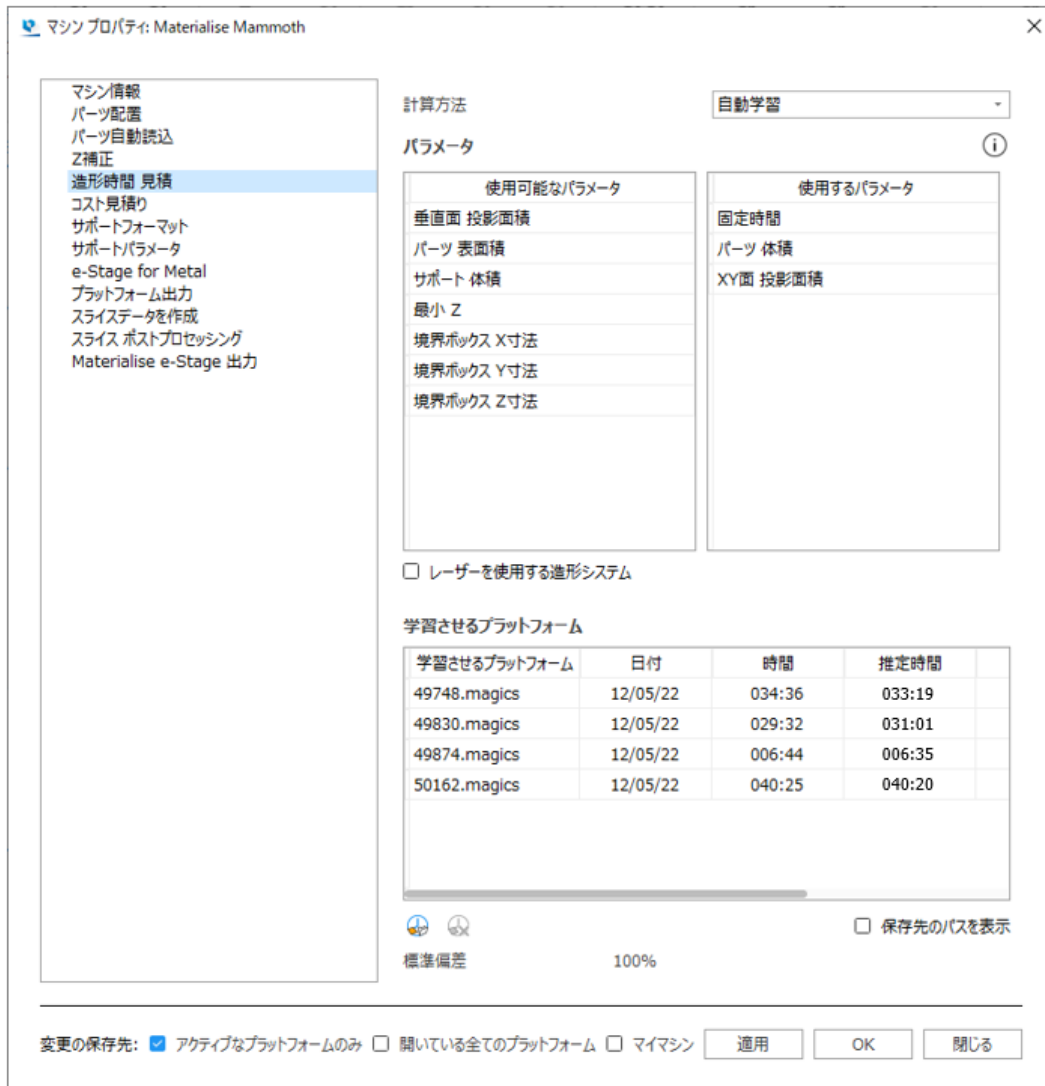 マシン プロパティ: Materialise Mammoth
マシン情報
パーツ配置
パーツ自動読込
Z補正
造形時間 見積
コスト見積り
サポートフォーマット
サポートパラメータ
e-Stage for Metal
プラットフォーム出力
スライスデータを作成
スライス ポストプロセッシング
Materialise e-Stage 出力
計算方法 自動学習
パラメータ
使用可能なパラメータ 使用するパラメータ
垂直面 投影面積 固定時間
パーツ 表面積 パーツ 体積
サポート 体積 XY面 投影面積
最小 Z
境界ボックス X寸法
境界ボックス Y寸法
境界ボックス Z寸法
レーザーを使用する造形システム
学習させるプラットフォーム
学習させるプラットフォーム 日付 時間 推定時間
49748.magics 12/05/22 034:36 033:19
49830.magics 12/05/22 029:32 031:01
49874.magics 12/05/22 006:44 006:35
50162.magics 12/05/22 040:25 040:20
保存先のパスを表示
標準偏差 100%
変更の保存先: アクティブなプラットフォームのみ 開いている全てのプラットフォーム マイマシン 適用 OK 閉じる